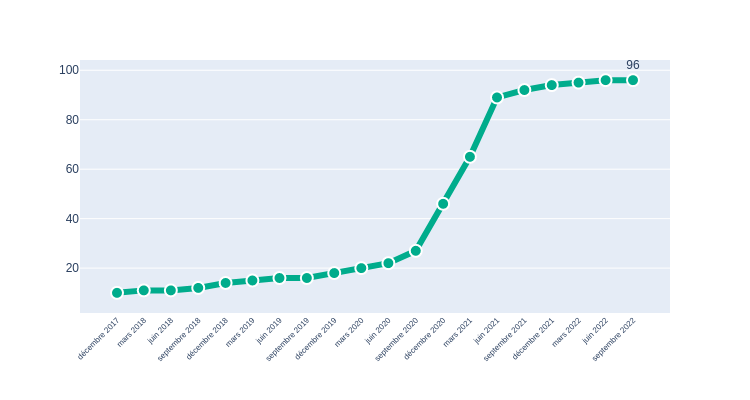 96
100
80
60
40
20
décembre 2017
mars 2018
juin 2018
septembre 2018
décembre 2018
mars 2019
juin 2019
septembre 2019
décembre 2019
mars 2020
juin 2020
septembre 2020
décembre 2020
mars 2021
juin 2021
septembre 2021
décembre 2021
mars 2022
juin 2022
septembre 2022